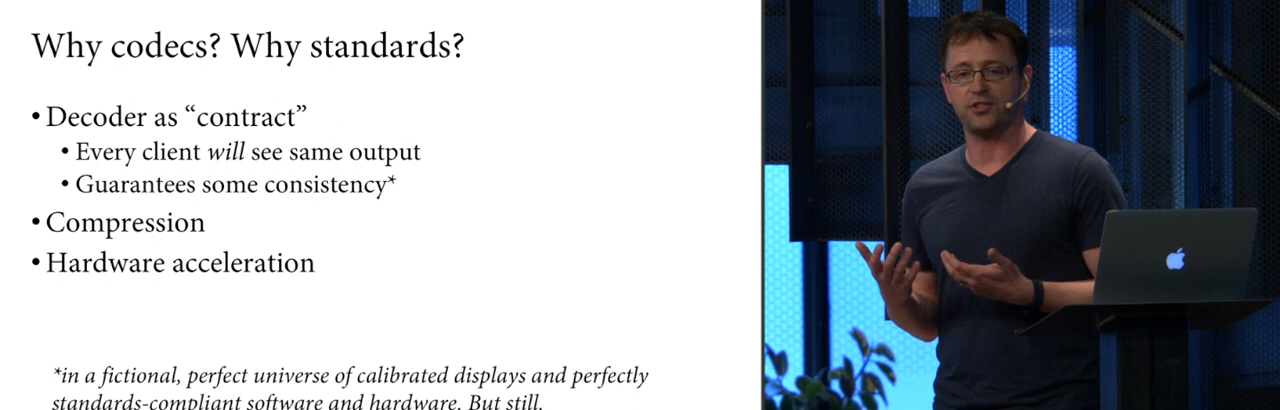 Why codecs? Why standards?
• Decoder as “contract”
• Every client will see same output
• Guarantees some consistency*
• Compression
• Hardware acceleration
*in a fictional, perfect universe of calibrated displays and perfectly
standards-compliant software and hardware. But still.